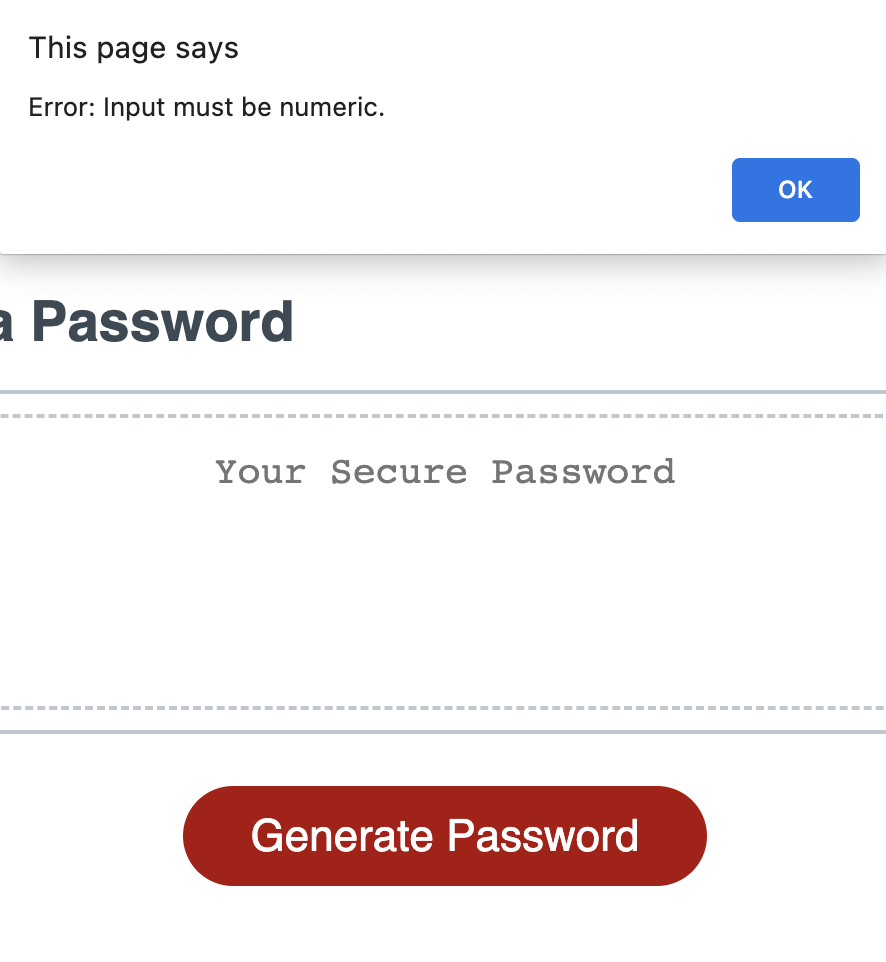 This page says
Error: Input must be numeric.
OK
a Password
Your Secure Password
Generate Password